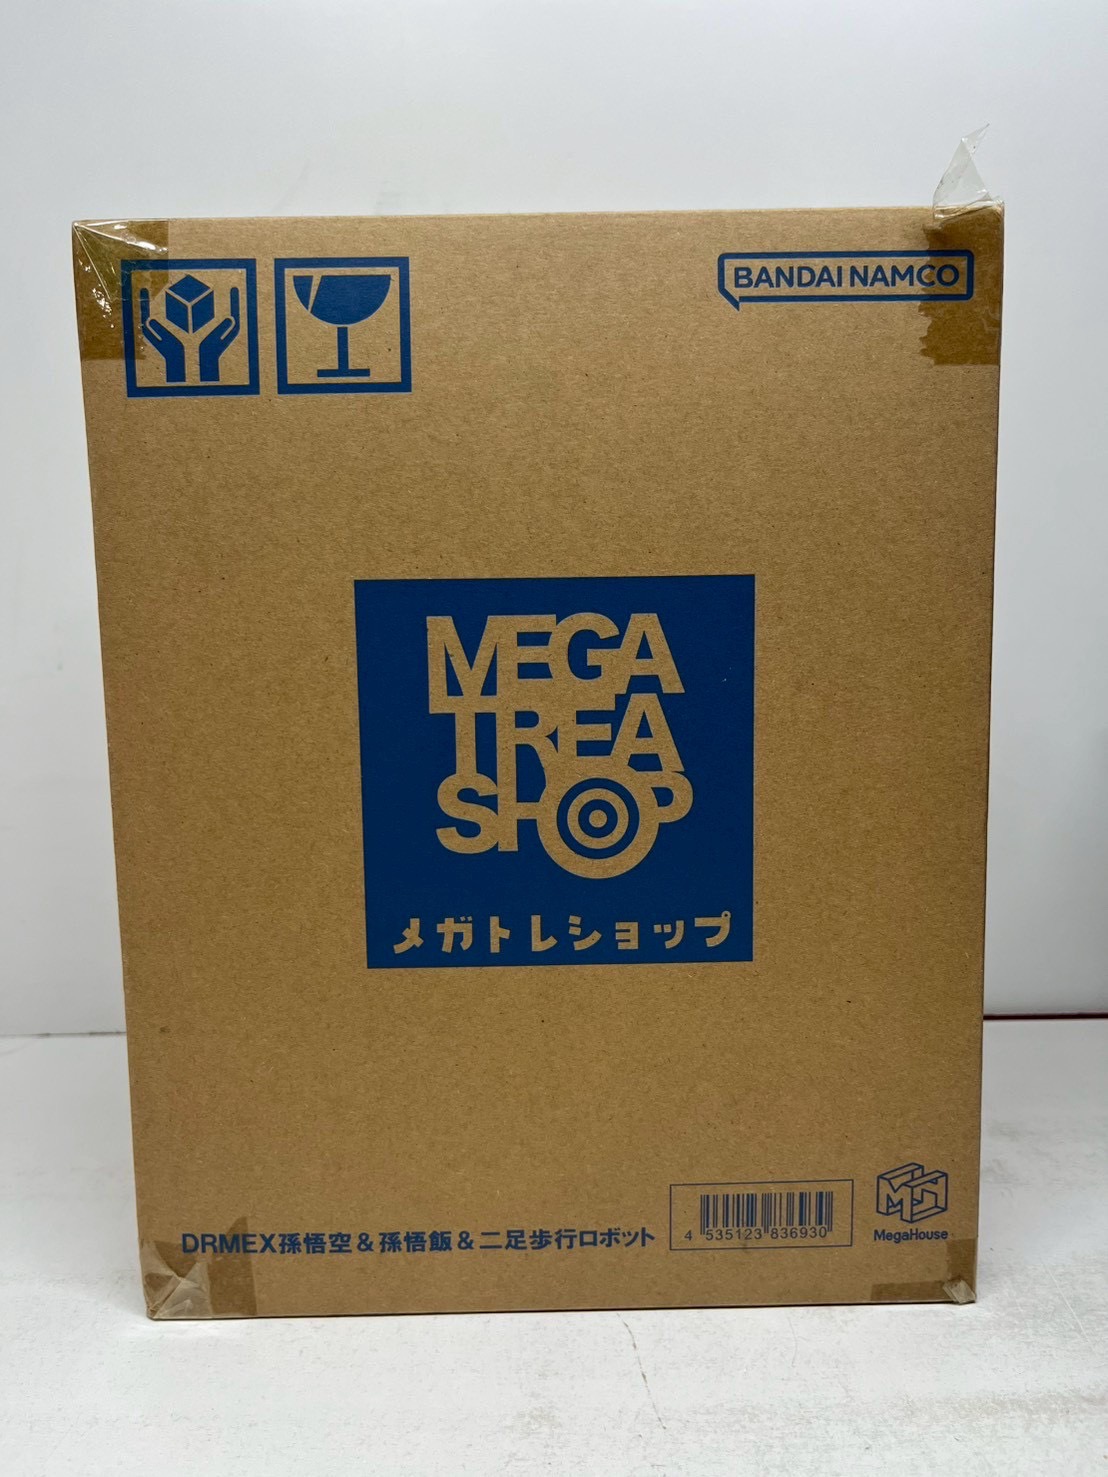 BANDAI NAMCO
MEGA
TREA
SHOP
メガトレショップ
DRMEX孫悟空&孫悟飯&二足歩行ロボット
4 535123 836930
MH
MegaHouse